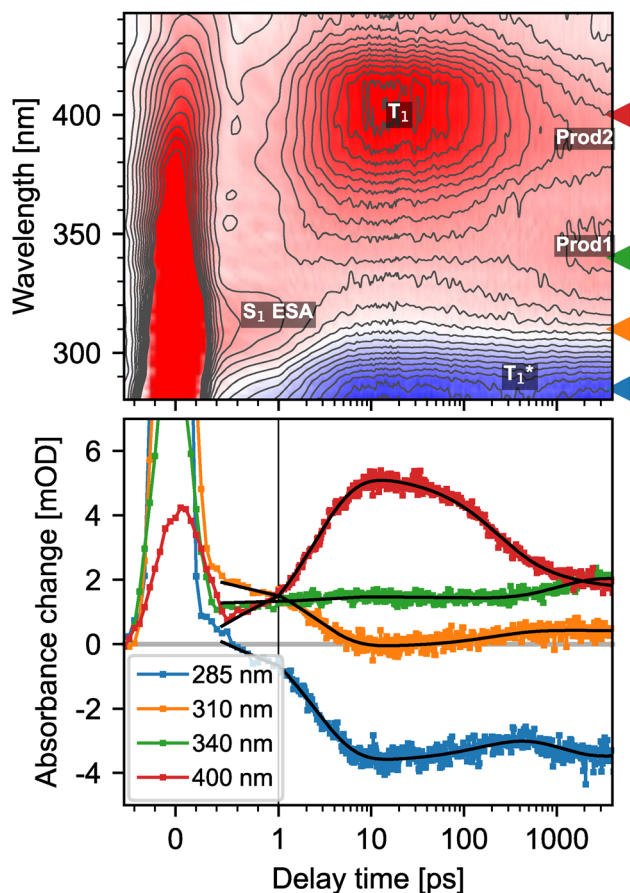 Wavelength [nm]
400
350
300
T₁
Prod2
Prod1
S₁ ESA
T₁*
Absorbance change [mOD]
6
4
2
0
-2
-4
285 nm
310 nm
340 nm
400 nm
0
1
10
100
1000
Delay time [ps]